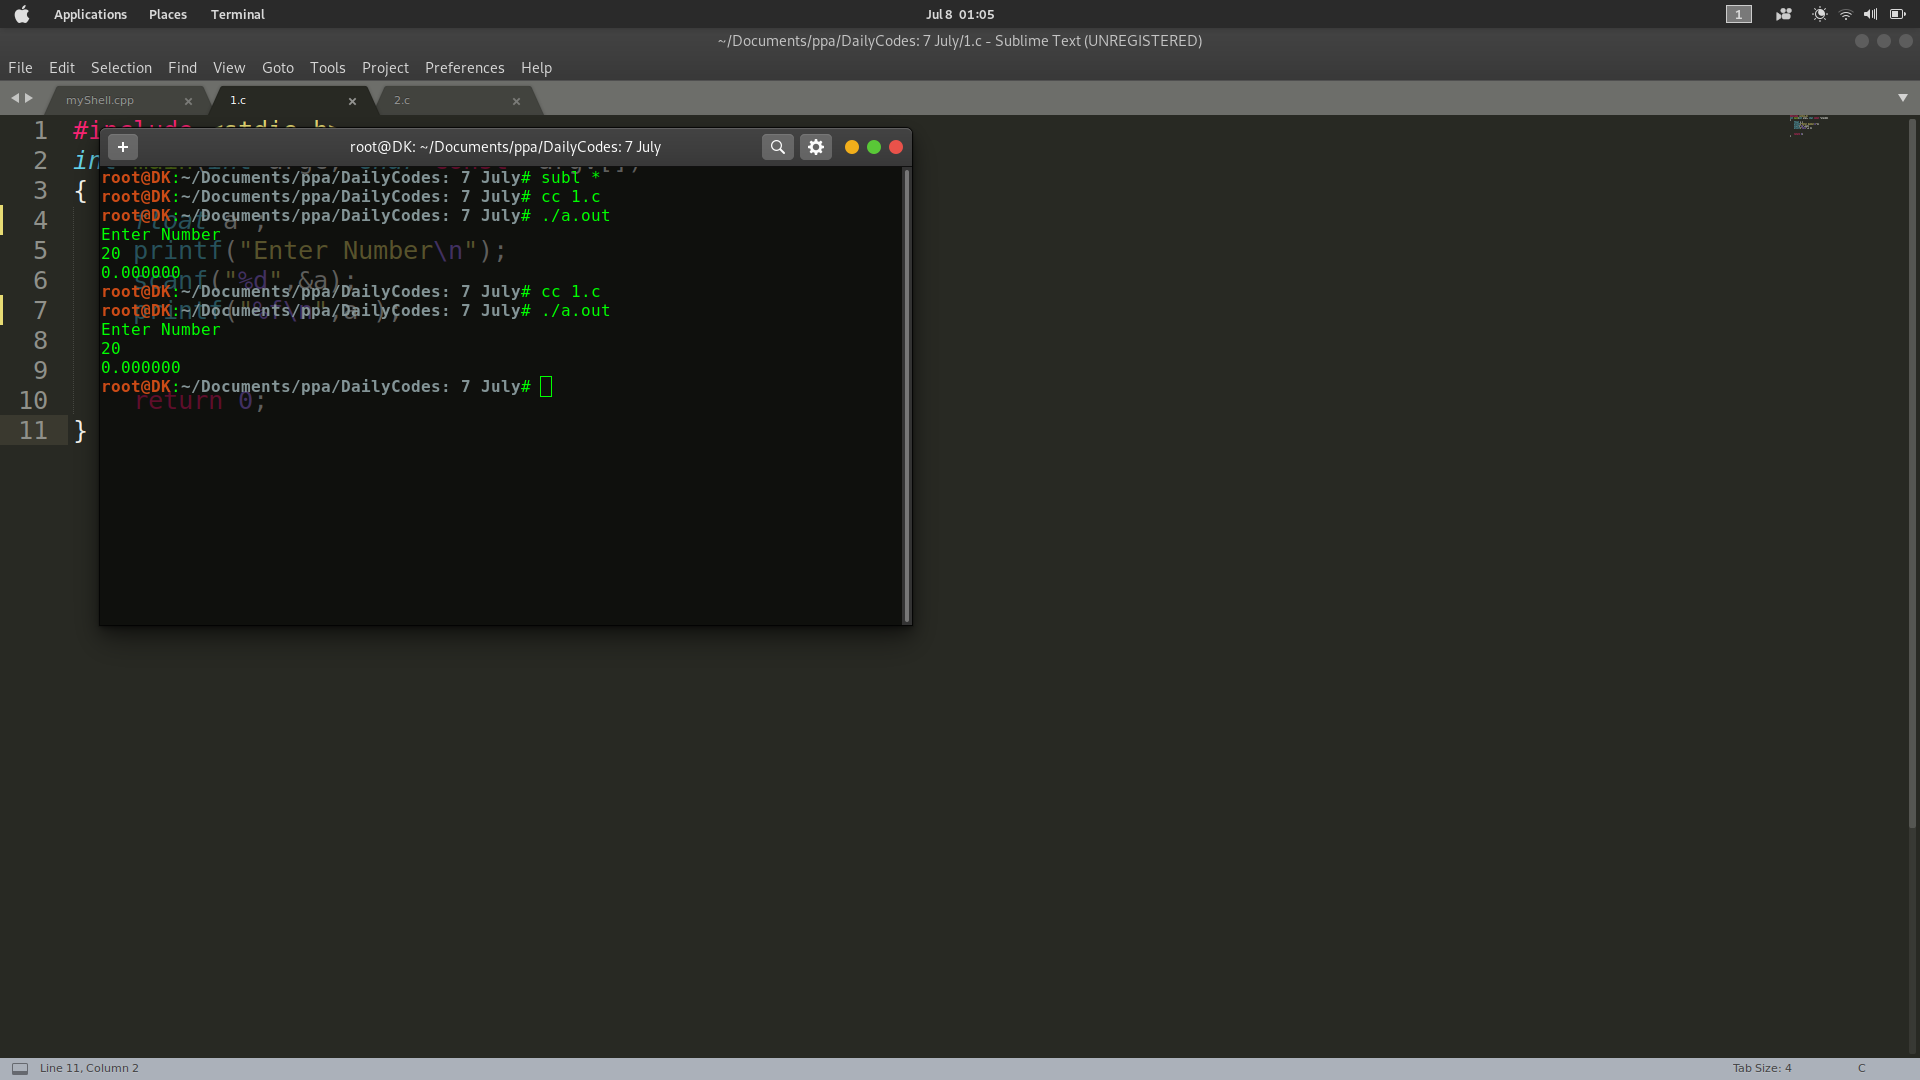 Applications Places Terminal Jul 8 01:05 1
~/Documents/ppa/DailyCodes: 7 July/1.c - Sublime Text (UNREGISTERED)
File Edit Selection Find View Goto Tools Project Preferences Help
myShell.cpp × 1.c × 2.c ×
root@DK: ~/Documents/ppa/DailyCodes: 7 July
root@DK:~/Documents/ppa/DailyCodes: 7 July# subl *
root@DK:~/Documents/ppa/DailyCodes: 7 July# cc 1.c
root@DK:~/Documents/ppa/DailyCodes: 7 July# ./a.out
Enter Number
20
0.000000
root@DK:~/Documents/ppa/DailyCodes: 7 July# cc 1.c
root@DK:~/Documents/ppa/DailyCodes: 7 July# ./a.out
Enter Number
20
0.000000
root@DK:~/Documents/ppa/DailyCodes: 7 July#
1 #include <stdio.h>
2
3 {
4 float a ;
5 printf("Enter Number\n");
6 scanf("%d",&a);
7 printf("%f\n",a );
8
9
10 return 0;
11 }
Line 11, Column 2 Tab Size: 4 C